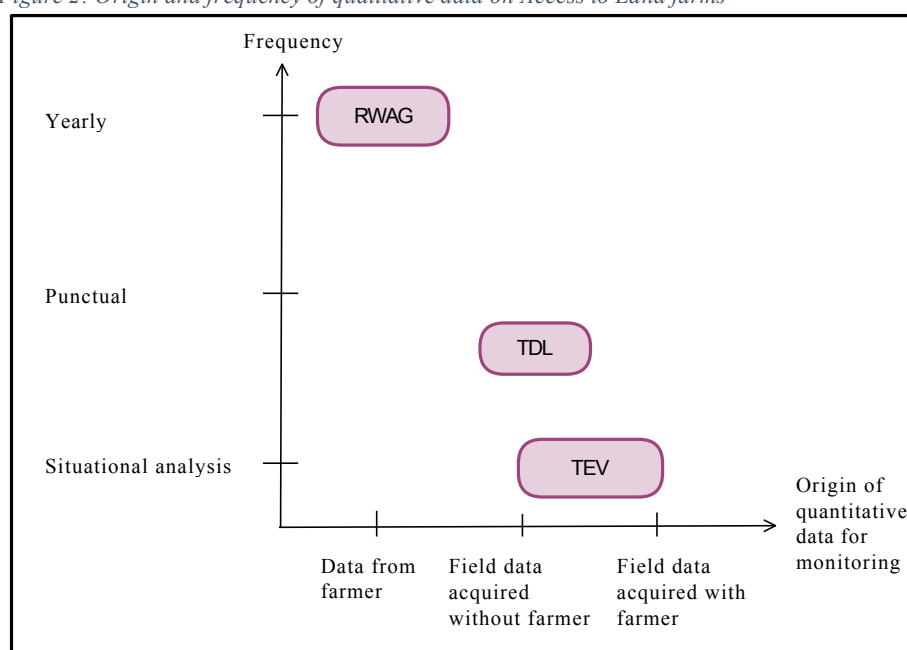 Figure 2: Origin and frequency of qualitative data on Access to Land farms
Frequency
Yearly
RWAG
Punctual
TDL
Situational analysis
TEV
Origin of
quantitative
data for
monitoring
Data from
farmer
Field data
acquired
without farmer
Field data
acquired with
farmer